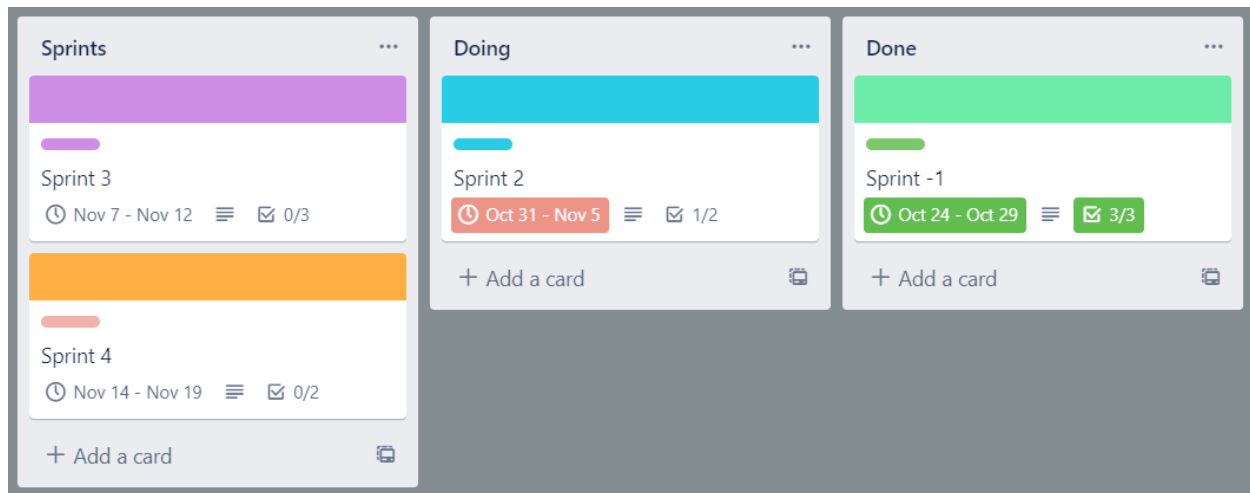 Sprints
Sprint 3
Nov 7 - Nov 12 0/3
Sprint 4
Nov 14 - Nov 19 0/2
+ Add a card
Doing
Sprint 2
Oct 31 - Nov 5 1/2
+ Add a card
Done
Sprint -1
Oct 24 - Oct 29 3/3
+ Add a card